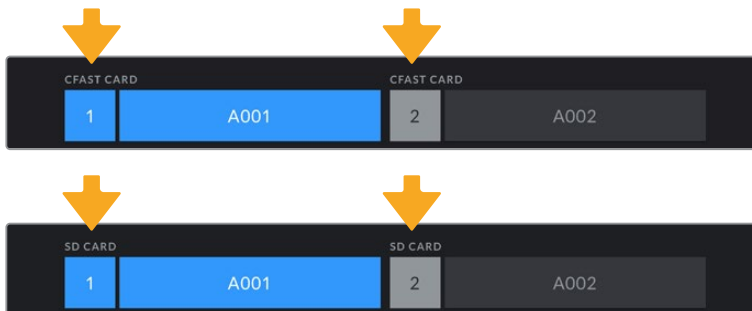 CFAST CARD CFAST CARD
1 A001 2 A002
SD CARD SD CARD
1 A001 2 A002